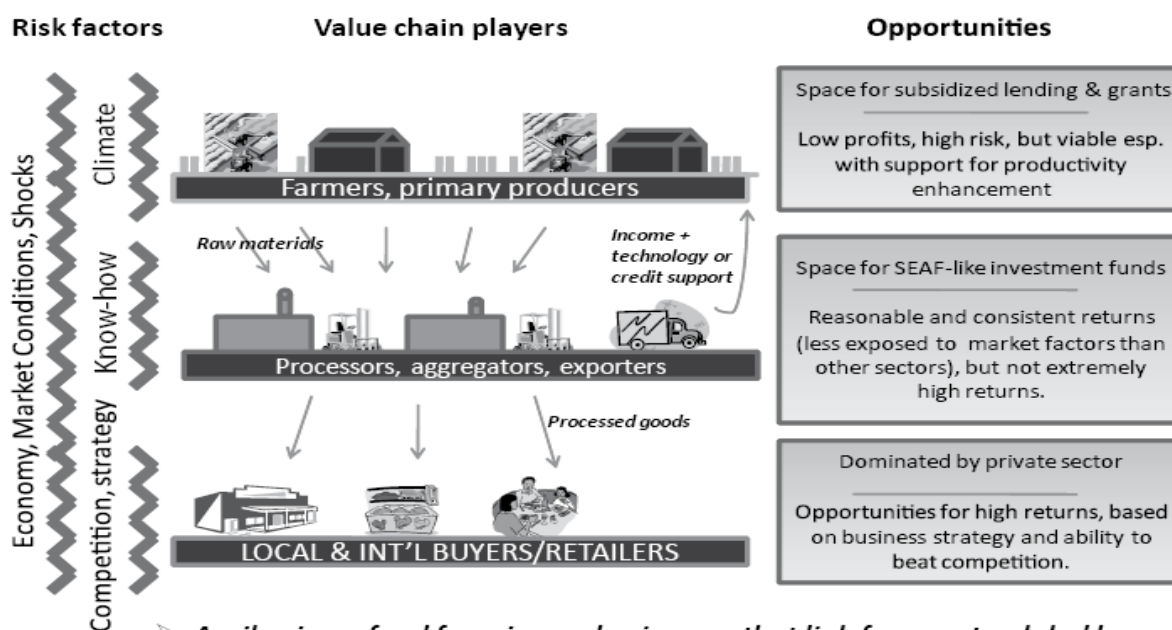 Risk factors
Value chain players
Opportunities
Economy, Market Conditions, Shocks
Climate
Know-how
Competition, strategy
Farmers, primary producers
Raw materials
Income +
technology or
credit support
Processors, aggregators, exporters
Processed goods
LOCAL & INT'L BUYERS/RETAILERS
Space for subsidized lending & grants
Low profits, high risk, but viable esp.
with support for productivity
enhancement
Space for SEAF-like investment funds
Reasonable and consistent returns
(less exposed to market factors than
other sectors), but not extremely
high returns.
Dominated by private sector
Opportunities for high returns, based
on business strategy and ability to
beat competition.